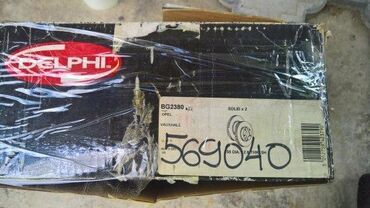 DELPHI
BG2380
SOLID x 2
OPEL
VAUXHALL
569040